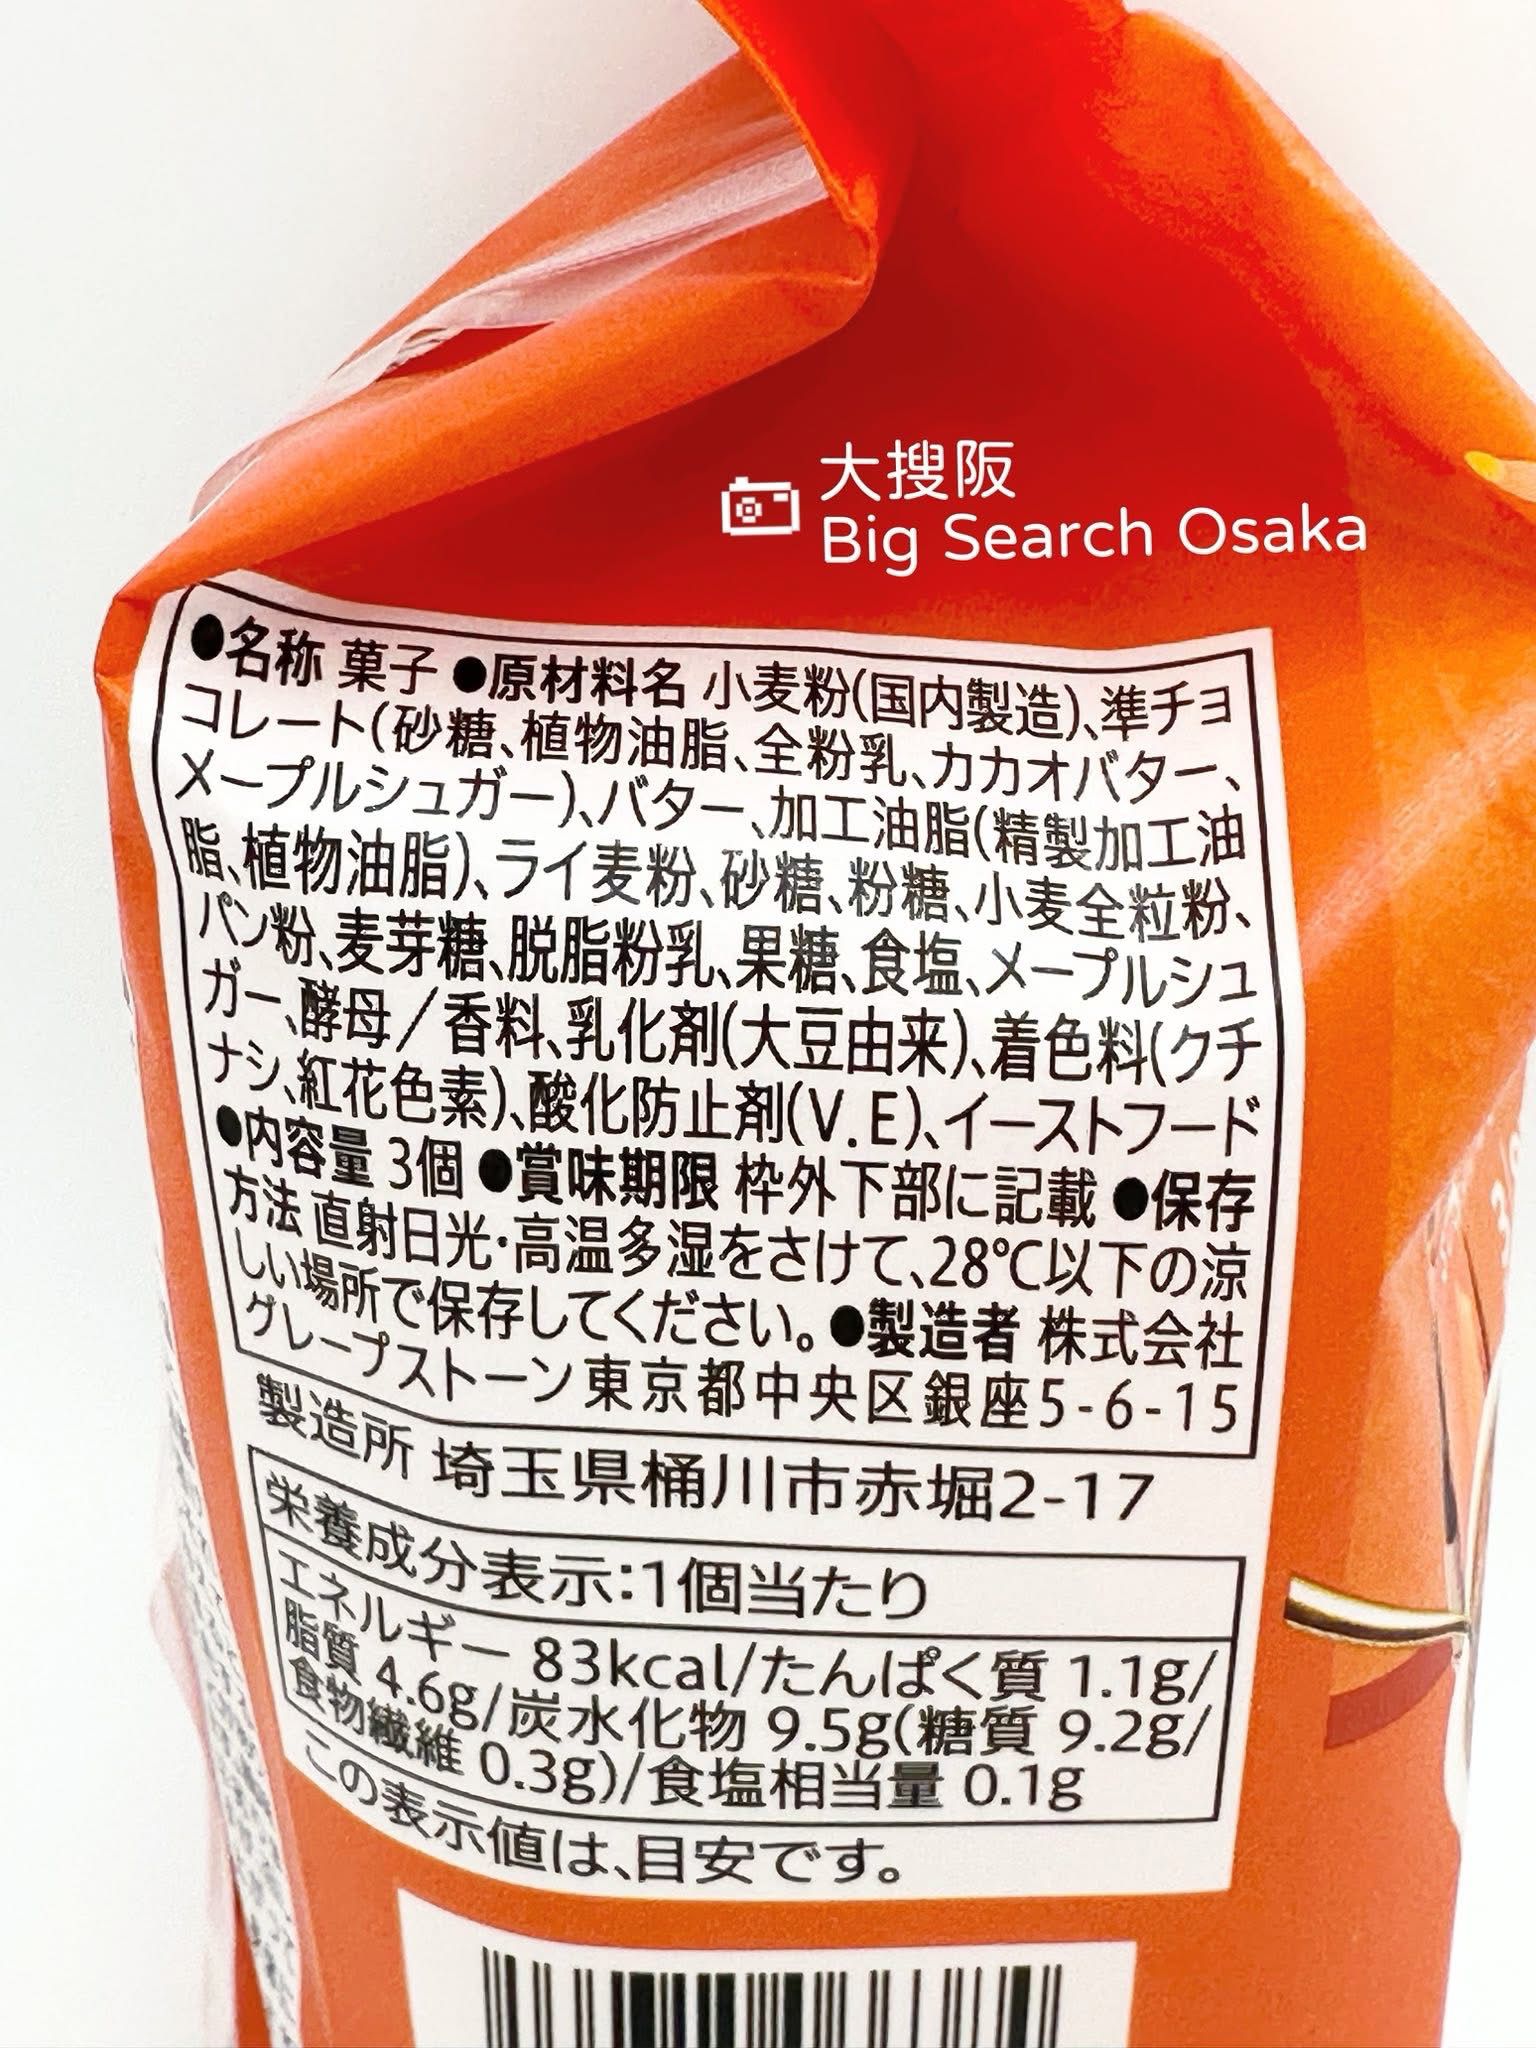 大搜阪
Big Search Osaka
●名称 菓子 ●原材料名 小麦粉(国内製造)、準チョ
コレート(砂糖、植物油脂、全粉乳、カカオバター、
メープルシュガー)、バター、加工油脂(精製加工油
脂、植物油脂)、ライ麦粉、砂糖、粉糖、小麦全粒粉、
パン粉、麦芽糖、脱脂粉乳、果糖、食塩、メープルシュ
ガー、酵母／香料、乳化剤(大豆由来)、着色料(クチ
ナシ、紅花色素)、酸化防止剤(V.E)、イーストフード
●内容量 3個 ●賞味期限 枠外下部に記載 ●保存
方法 直射日光・高温多湿をさけて、28℃以下の涼
しい場所で保存してください。●製造者 株式会社
グレープストーン 東京都中央区銀座5-6-15
製造所 埼玉県桶川市赤堀2-17
栄養成分表示:1個当たり
エネルギー 83kcal/たんぱく質 1.1g/
脂質 4.6g/炭水化物 9.5g(糖質 9.2g/
食物繊維 0.3g)/食塩相当量 0.1g
この表示値は、目安です。